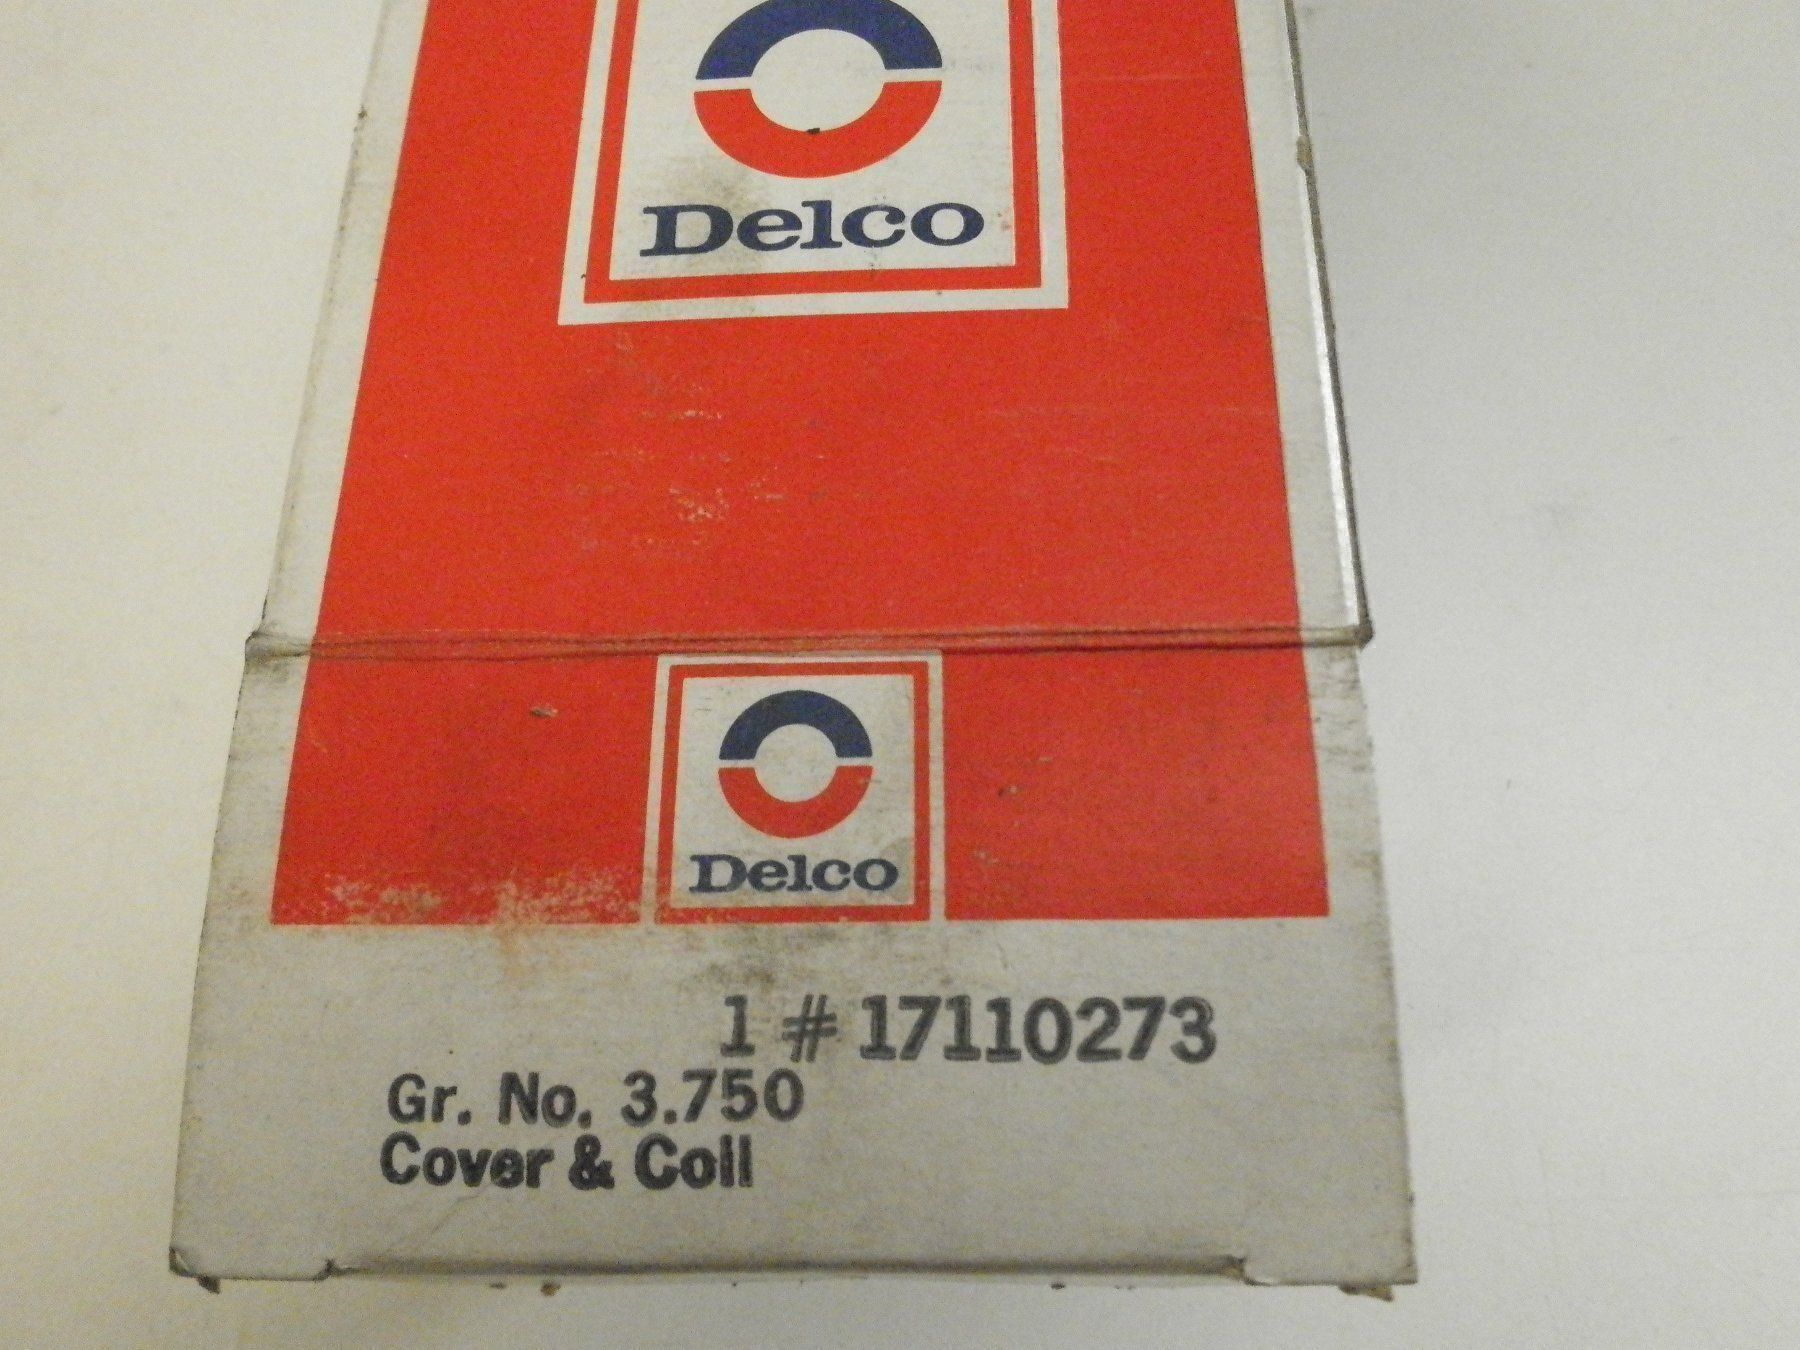 Delco
Delco
1 # 17110273
Gr. No. 3.750
Cover & Coil